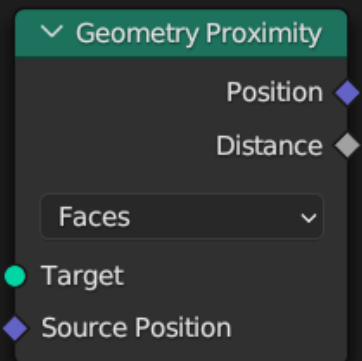 Geometry Proximity
Position
Distance
Faces
Target
Source Position